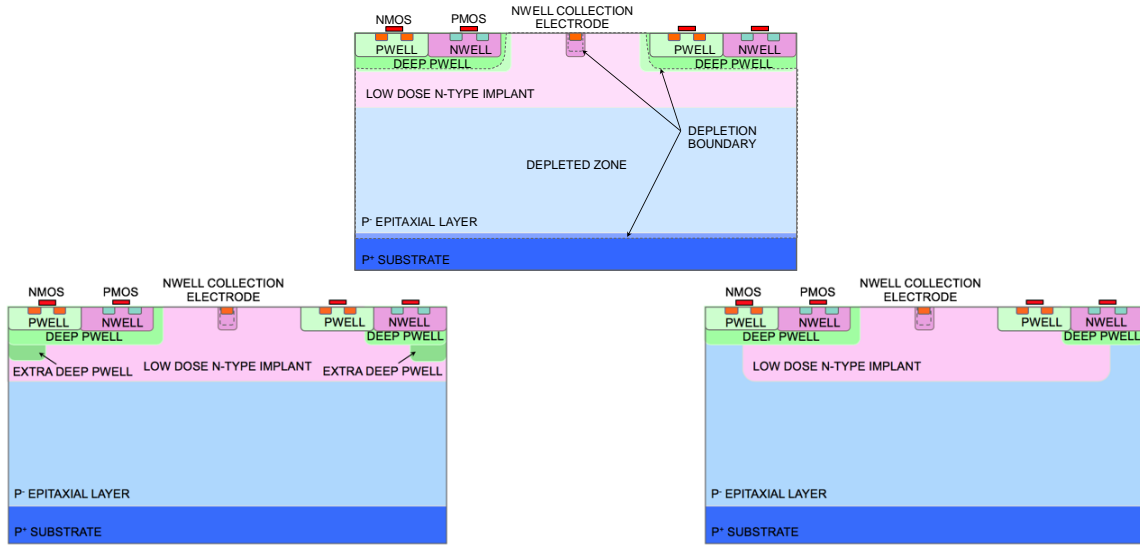 NWELL COLLECTION
ELECTRODE
NMOS
PMOS
PWELL
NWELL
PWELL
NWELL
DEEP PWELL
DEEP PWELL
LOW DOSE N-TYPE IMPLANT
DEPLETION
BOUNDARY
DEPLETED ZONE
P- EPITAXIAL LAYER
P+ SUBSTRATE
NMOS
PMOS
NWELL COLLECTION
ELECTRODE
PWELL
NWELL
PWELL
NWELL
DEEP PWELL
DEEP PWELL
EXTRA DEEP PWELL
LOW DOSE N-TYPE IMPLANT
EXTRA DEEP PWELL
P- EPITAXIAL LAYER
P+ SUBSTRATE
NMOS
PMOS
NWELL COLLECTION
ELECTRODE
PWELL
NWELL
PWELL
NWELL
DEEP PWELL
DEEP PWELL
LOW DOSE N-TYPE IMPLANT
P- EPITAXIAL LAYER
P+ SUBSTRATE